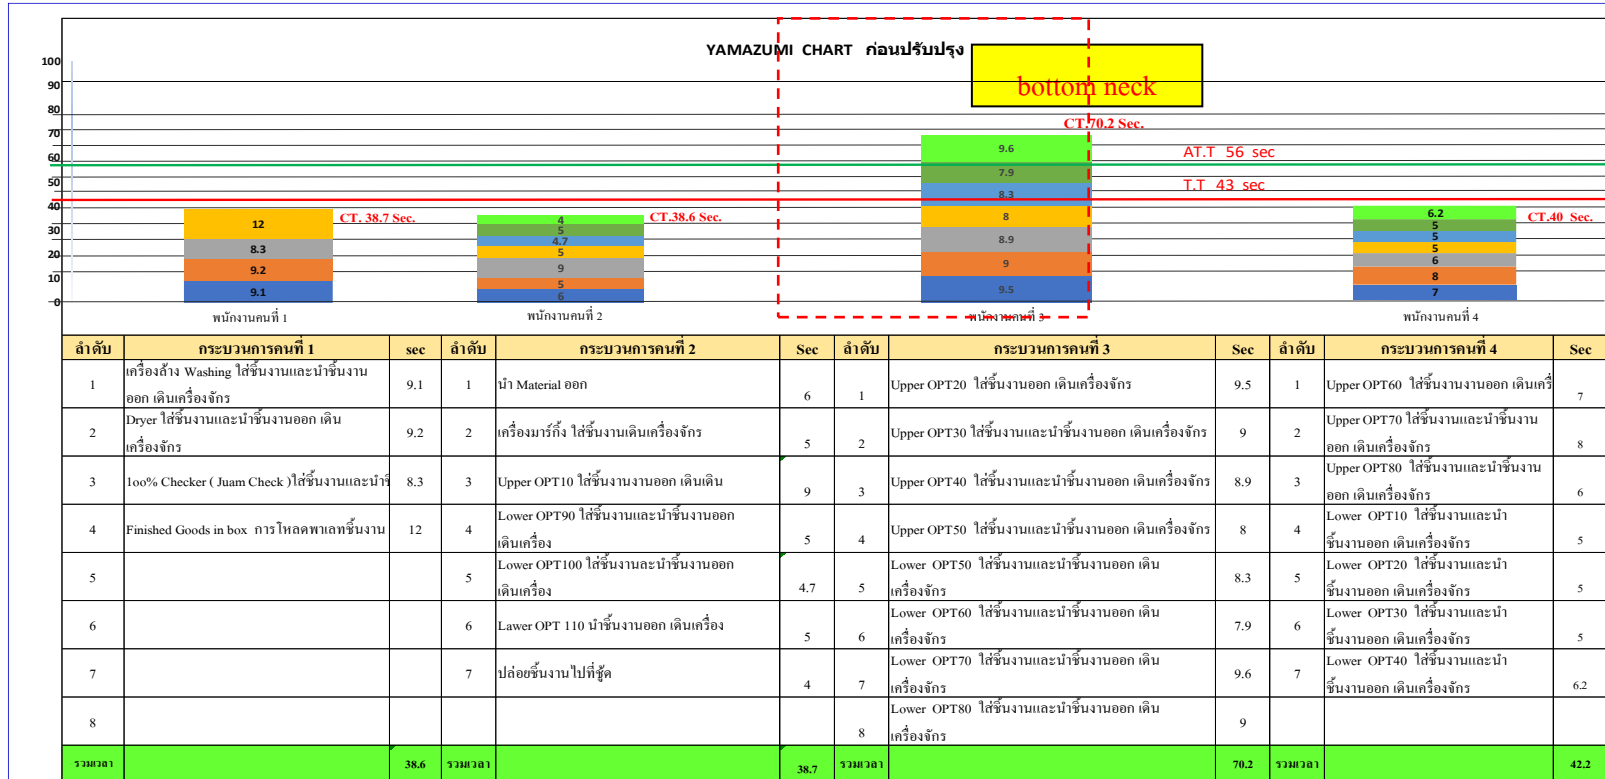 YAMAZUMI CHART ก่อนปรับปรุง
bottom neck
100
90
80
70
60
50
40
30
20
10
0
CT. 38.7 Sec.
CT.38.6 Sec.
CT.70.2 Sec.
AT.T 56 sec
T.T 43 sec
CT.40 Sec.
12
8.3
9.2
9.1
4
5
4.7
5
9
5
6
9.6
7.9
8.3
8
8.9
9
9.5
6.2
5
5
5
6
8
7
พนักงานคนที่ 1
พนักงานคนที่ 2
พนักงานคนที่ 3
พนักงานคนที่ 4
ลำดับ กระบวนการคนที่ 1 sec ลำดับ กระบวนการคนที่ 2 Sec ลำดับ กระบวนการคนที่ 3 Sec ลำดับ กระบวนการคนที่ 4 Sec
1 เครื่องล้าง Washing ใส่ชิ้นงานและนำชิ้นงาน
ออก เดินเครื่องจักร 9.1
1 นำ Material ออก 6
1 Upper OPT20 ใส่ชิ้นงานออก เดินเครื่องจักร 9.5
1 Upper OPT60 ใส่ชิ้นงานงานออก เดินเครื่ 7
2 Dryer ใส่ชิ้นงานและนำชิ้นงานออก เดิน
เครื่องจักร 9.2
2 เครื่องมาร์กิ้ง ใส่ชิ้นงานเดินเครื่องจักร 5
2 Upper OPT30 ใส่ชิ้นงานและนำชิ้นงานออก เดินเครื่องจักร 9
2 Upper OPT70 ใส่ชิ้นงานและนำชิ้นงาน
ออก เดินเครื่องจักร 8
3 1oo% Checker ( Juam Check )ใส่ชิ้นงานและนำชิ 8.3
3 Upper OPT10 ใส่ชิ้นงานงานออก เดินเดิน 9
3 Upper OPT40 ใส่ชิ้นงานและนำชิ้นงานออก เดินเครื่องจักร 8.9
3 Upper OPT80 ใส่ชิ้นงานและนำชิ้นงาน
ออก เดินเครื่องจักร 6
4 Finished Goods in box การโหลดพาเลทชิ้นงาน 12
4 Lower OPT90 ใส่ชิ้นงานและนำชิ้นงานออก
เดินเครื่อง 5
4 Upper OPT50 ใส่ชิ้นงานและนำชิ้นงานออก เดินเครื่องจักร 8
4 Lower OPT10 ใส่ชิ้นงานและนำ
ชิ้นงานออก เดินเครื่องจักร 5
5
5 Lower OPT100 ใส่ชิ้นงานละนำชิ้นงานออก
เดินเครื่อง 4.7
5 Lower OPT50 ใส่ชิ้นงานและนำชิ้นงานออก เดิน
เครื่องจักร 8.3
5 Lower OPT20 ใส่ชิ้นงานและนำ
ชิ้นงานออก เดินเครื่องจักร 5
6
6 Lawer OPT 110 นำชิ้นงานออก เดินเครื่อง 5
6 Lower OPT60 ใส่ชิ้นงานและนำชิ้นงานออก เดิน
เครื่องจักร 7.9
6 Lower OPT30 ใส่ชิ้นงานและนำ
ชิ้นงานออก เดินเครื่องจักร 5
7
7 ปล่อยชิ้นงานไปที่ชู้ด 4
7 Lower OPT70 ใส่ชิ้นงานและนำชิ้นงานออก เดิน
เครื่องจักร 9.6
7 Lower OPT40 ใส่ชิ้นงานและนำ
ชิ้นงานออก เดินเครื่องจักร 6.2
8
8 Lower OPT80 ใส่ชิ้นงานและนำชิ้นงานออก เดิน
เครื่องจักร 9
รวมเวลา 38.6 รวมเวลา 38.7 รวมเวลา 70.2 รวมเวลา 42.2